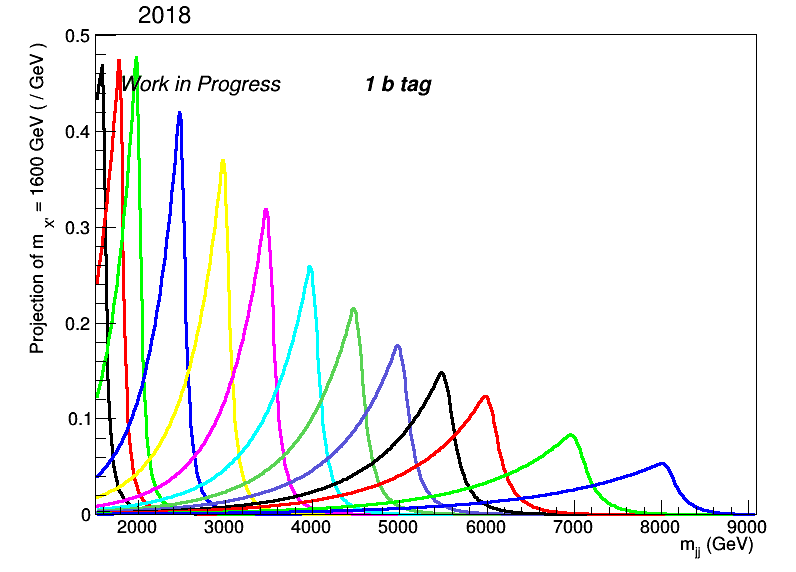 2018
Work in Progress 1 b tag
Projection of m_X' = 1600 GeV ( / GeV )
0.5
0.4
0.3
0.2
0.1
0
2000 3000 4000 5000 6000 7000 8000 9000
m_jj (GeV)